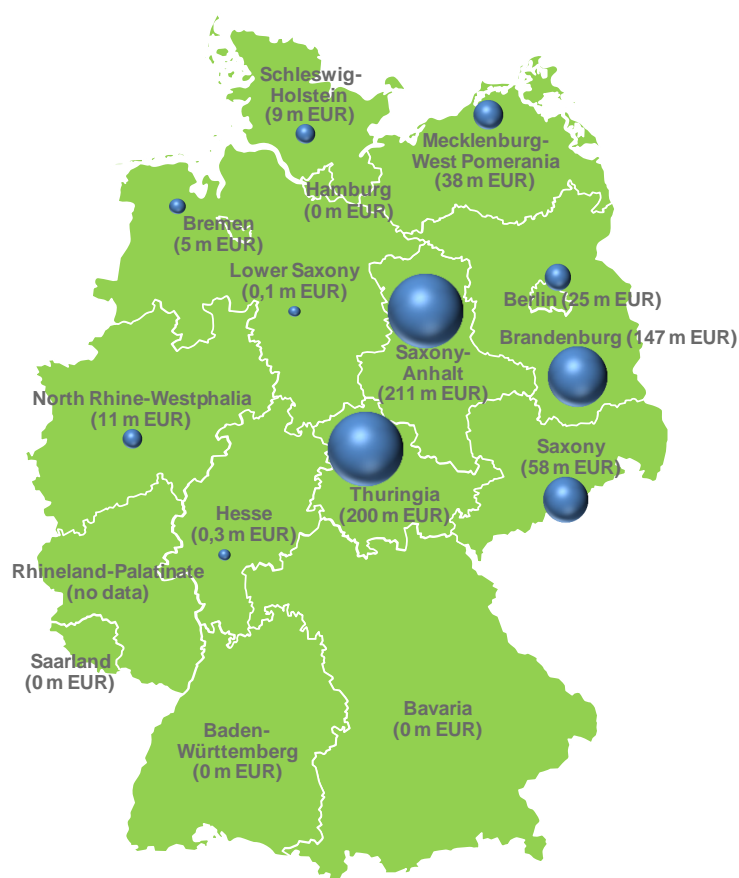 Schleswig-
Holstein
(9 m EUR)
Mecklenburg-
West Pomerania
(38 m EUR)
Hamburg
(0 m EUR)
Bremen
(5 m EUR)
Lower Saxony
(0,1 m EUR)
Berlin (25 m EUR)
Brandenburg (147 m EUR)
Saxony-
Anhalt
(211 m EUR)
North Rhine-Westphalia
(11 m EUR)
Saxony
(58 m EUR)
Thuringia
(200 m EUR)
Hesse
(0,3 m EUR)
Rhineland-Palatinate
(no data)
Saarland
(0 m EUR)
Bavaria
(0 m EUR)
Baden-
Württemberg
(0 m EUR)